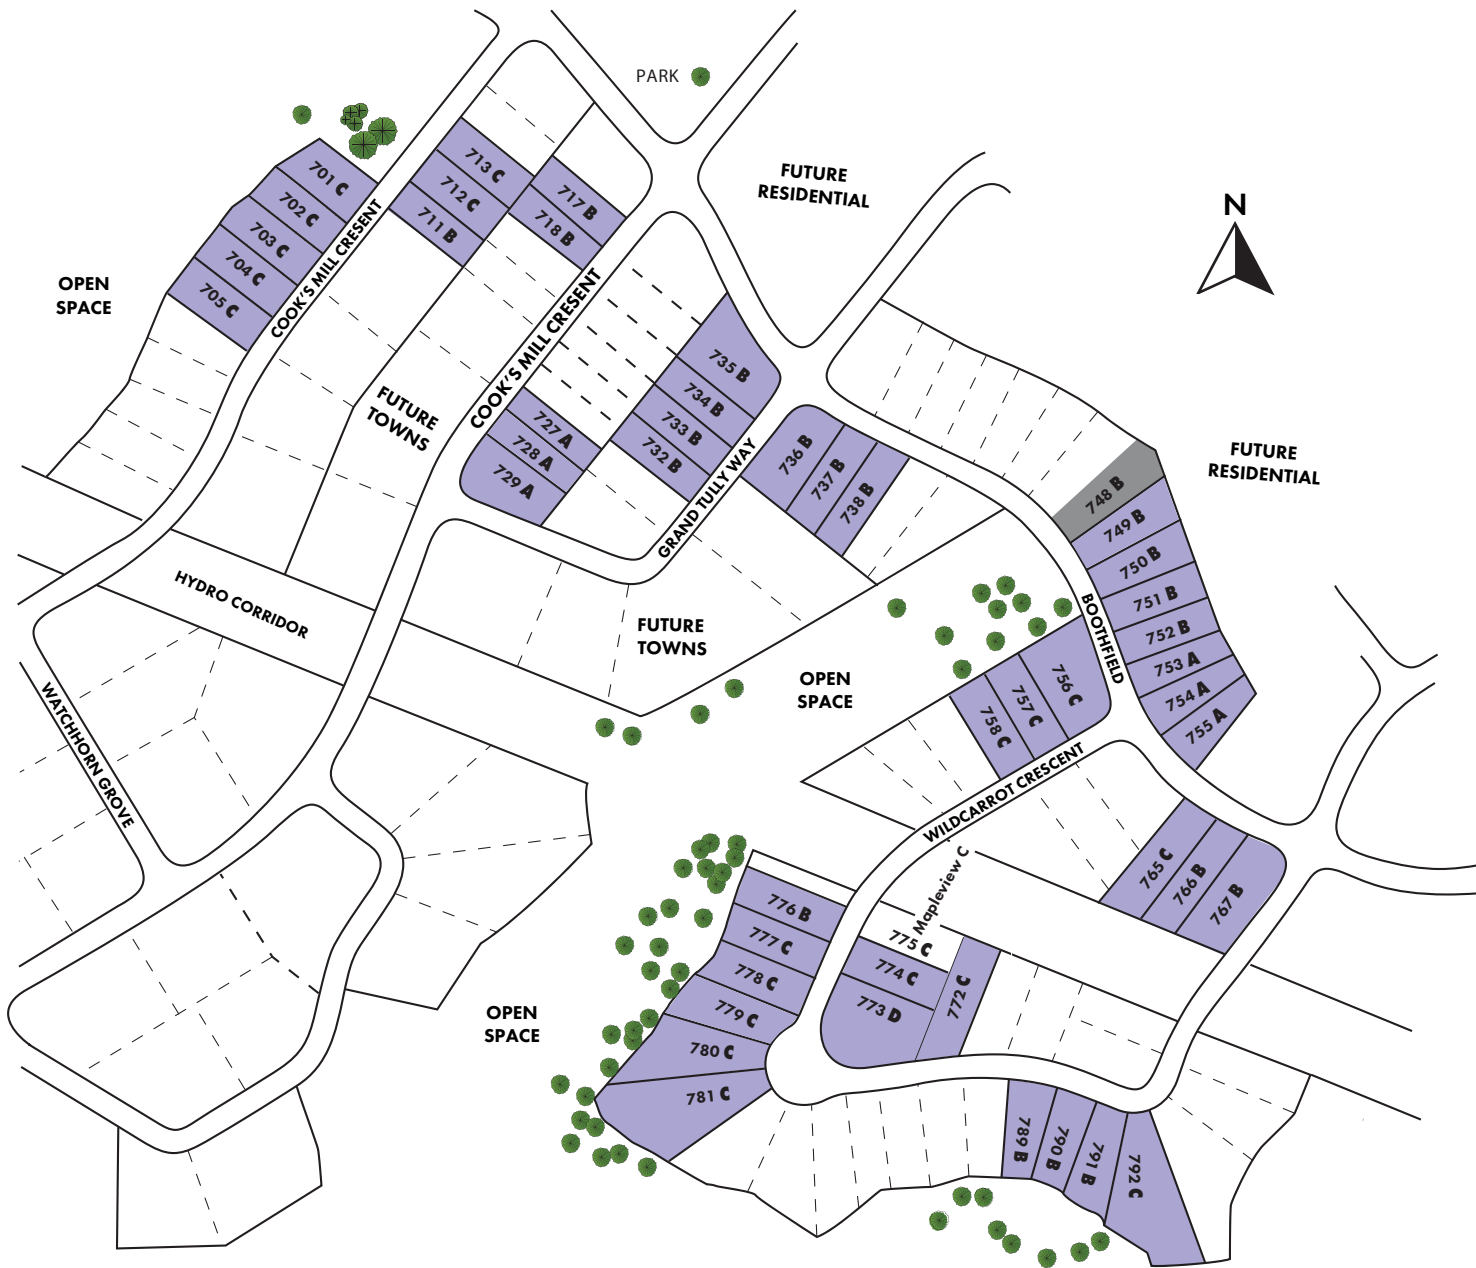 PARK
FUTURE
RESIDENTIAL
N
701 C
702 C
703 C
704 C
705 C
713 C
712 C
711 B
717 B
718 B
OPEN
SPACE
COOK'S MILL CRESENT
COOK'S MILL CRESENT
FUTURE
TOWNS
727 A
728 A
729 A
735 B
734 B
733 B
732 B
GRAND TULLY WAY
736 B
737 B
738 B
FUTURE
RESIDENTIAL
748 B
749 B
750 B
751 B
752 B
753 A
754 A
755 A
BOOTHFIELD
HYDRO CORRIDOR
FUTURE
TOWNS
OPEN
SPACE
756 C
757 C
758 C
WATCHHORN GROVE
WILDCARROT CRESCENT
765 C
766 B
767 B
Mapleview C
775 C
774 C
773 D
772 C
776 B
777 C
778 C
779 C
780 C
781 C
OPEN
SPACE
789 B
790 B
791 B
792 C